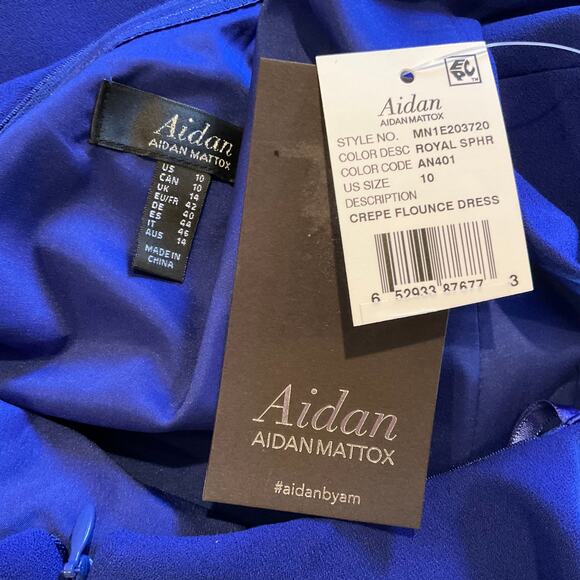 Aidan
AIDAN MATTOX
US 10
CAN 10
UK 14
EU/FR 42
DE 40
ES 44
IT 46
AUS 14
MADE IN
CHINA
EPC
Aidan
AIDAN MATTOX
STYLE NO. MN1E203720
COLOR DESC ROYAL SPHR
COLOR CODE AN401
US SIZE 10
DESCRIPTION
CREPE FLOUNCE DRESS
6 52933 87677 3
Aidan
AIDAN MATTOX
#aidanbyam